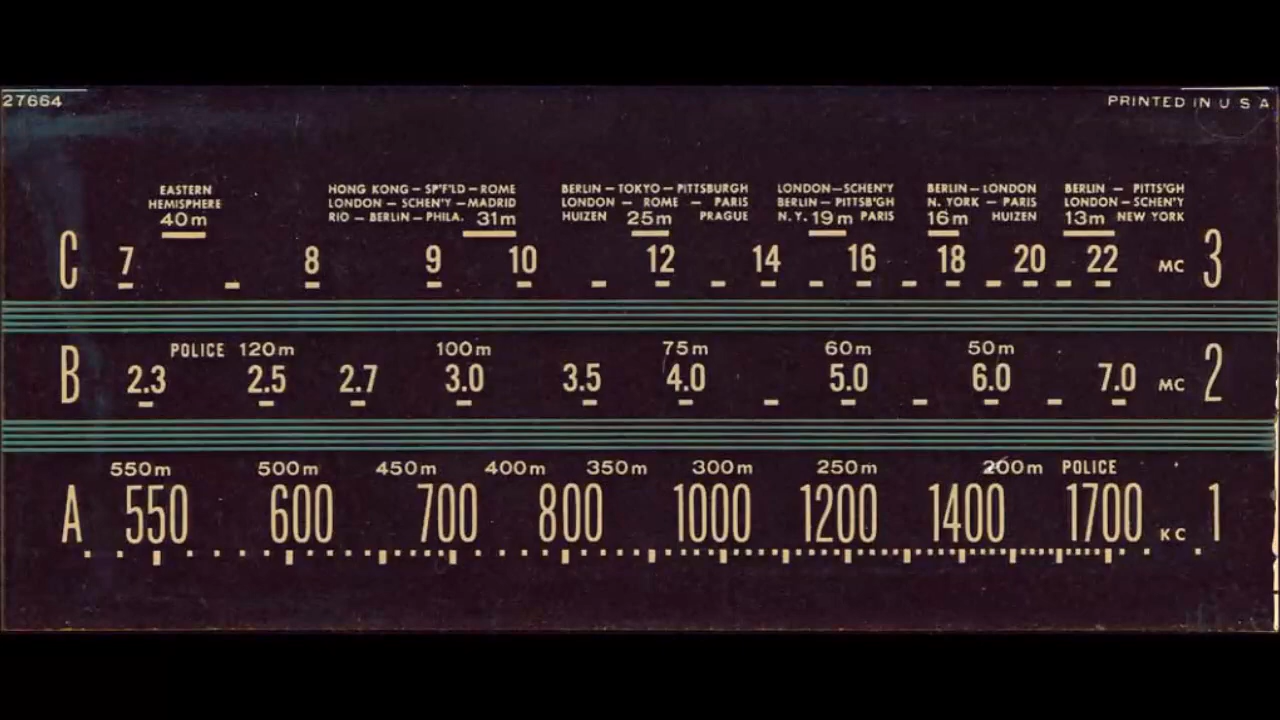 27664
PRINTED IN U S A
EASTERN
HEMISPHERE
40m
HONG KONG — SP'F'LD — ROME
LONDON — SCHEN'Y — MADRID
RIO — BERLIN — PHILA. 31m
BERLIN — TOKYO — PITTSBURGH
LONDON — ROME — PARIS
HUIZEN 25m PRAGUE
LONDON — SCHEN'Y
BERLIN — PITTSB'GH
N.Y. 19m PARIS
BERLIN — LONDON
N. YORK — PARIS
16m HUIZEN
BERLIN — PITTS'GH
LONDON — SCHEN'Y
13m NEW YORK
C 7 8 9 10 12 14 16 18 20 22 MC 3
POLICE 120m 100m 75m 60m 50m
B 2.3 2.5 2.7 3.0 3.5 4.0 5.0 6.0 7.0 MC 2
550m 500m 450m 400m 350m 300m 250m 200m POLICE
A 550 600 700 800 1000 1200 1400 1700 KC 1